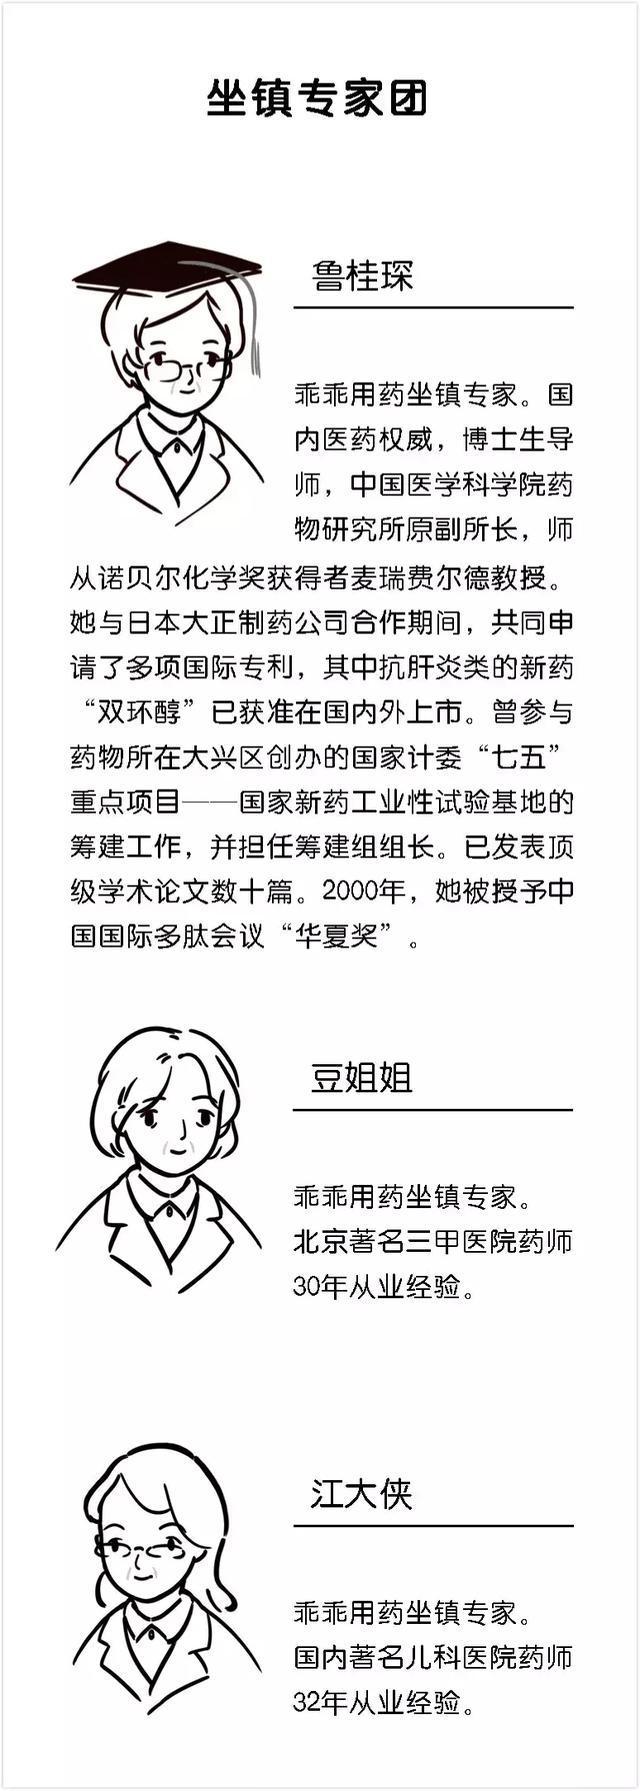 坐镇专家团
鲁桂琛
乖乖用药坐镇专家。国
内医药权威，博士生导
师，中国医学科学院药
物研究所原副所长，师
从诺贝尔化学奖获得者麦瑞费尔德教授。
她与日本大正制药公司合作期间，共同申
请了多项国际专利，其中抗肝炎类的新药
“双环醇”已获准在国内外上市。曾参与
药物所在大兴区创办的国家计委“七五”
重点项目——国家新药工业性试验基地的
筹建工作，并担任筹建组组长。已发表顶
级学术论文数十篇。2000年，她被授予中
国国际多肽会议“华夏奖”。
豆姐姐
乖乖用药坐镇专家。
北京著名三甲医院药师
30年从业经验。
江大侠
乖乖用药坐镇专家。
国内著名儿科医院药师
32年从业经验。